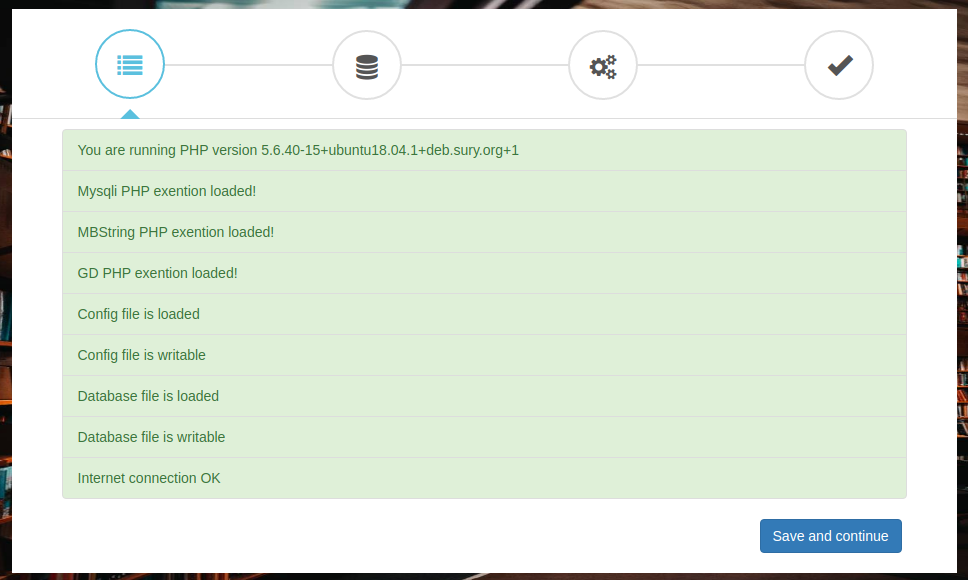 You are running PHP version 5.6.40-15+ubuntu18.04.1+deb.sury.org+1
Mysqli PHP exention loaded!
MBString PHP exention loaded!
GD PHP exention loaded!
Config file is loaded
Config file is writable
Database file is loaded
Database file is writable
Internet connection OK
Save and continue